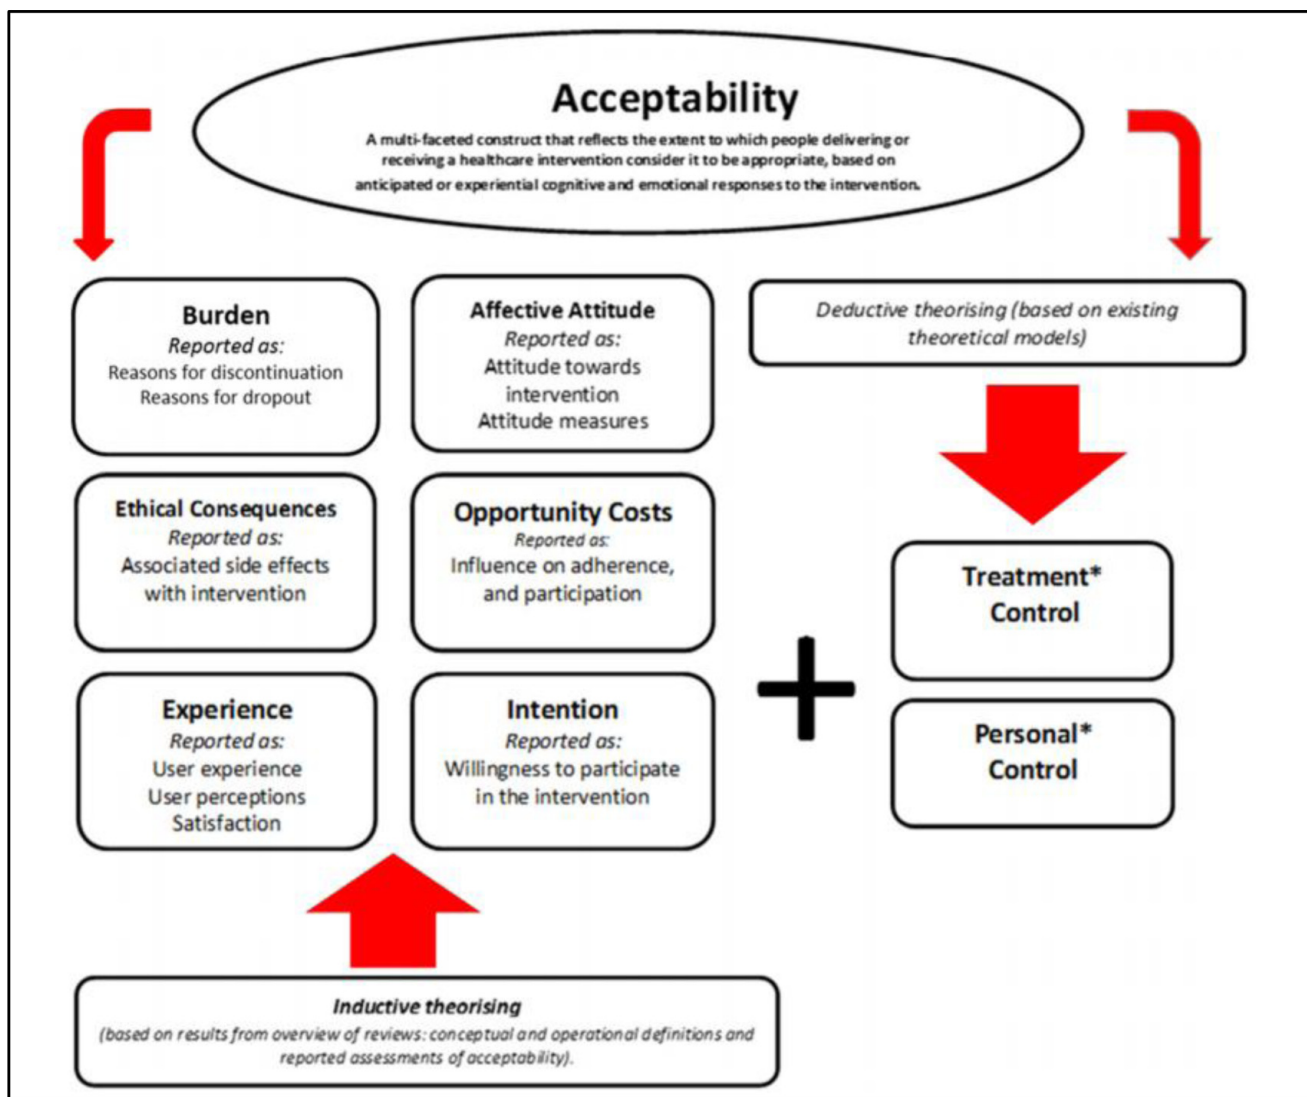 Acceptability
A multi-faceted construct that reflects the extent to which people delivering or
receiving a healthcare intervention consider it to be appropriate, based on
anticipated or experiential cognitive and emotional responses to the intervention.
Burden
Reported as:
Reasons for discontinuation
Reasons for dropout
Affective Attitude
Reported as:
Attitude towards
intervention
Attitude measures
Deductive theorising (based on existing
theoretical models)
Ethical Consequences
Reported as:
Associated side effects
with intervention
Opportunity Costs
Reported as:
Influence on adherence,
and participation
Treatment*
Control
Experience
Reported as:
User experience
User perceptions
Satisfaction
Intention
Reported as:
Willingness to participate
in the intervention
Personal*
Control
Inductive theorising
(based on results from overview of reviews: conceptual and operational definitions and
reported assessments of acceptability).